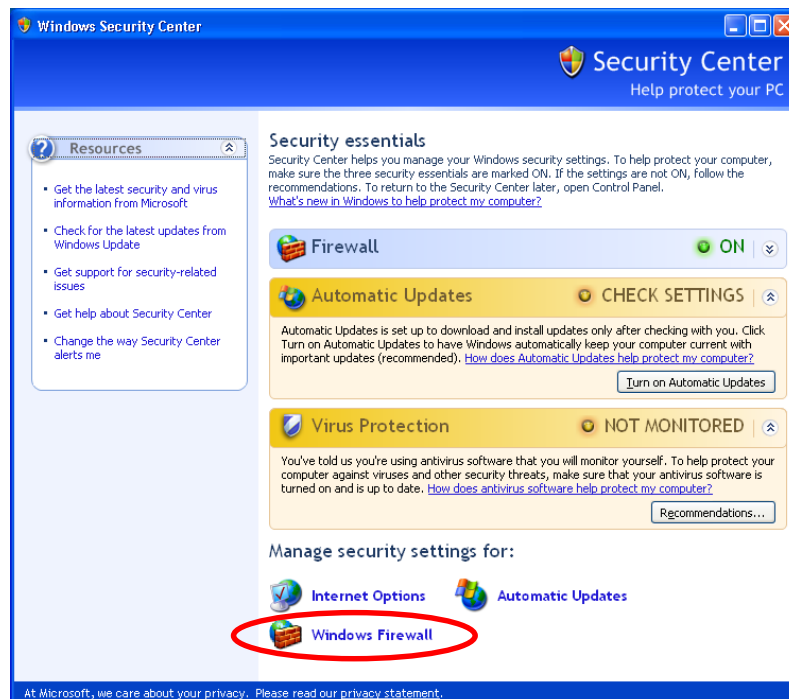 Windows Security Center
Security Center
Help protect your PC
Resources
Get the latest security and virus
information from Microsoft
Check for the latest updates from
Windows Update
Get support for security-related
issues
Get help about Security Center
Change the way Security Center
alerts me
Security essentials
Security Center helps you manage your Windows security settings. To help protect your computer,
make sure the three security essentials are marked ON. If the settings are not ON, follow the
recommendations. To return to the Security Center later, open Control Panel.
What's new in Windows to help protect my computer?
Firewall ON
Automatic Updates CHECK SETTINGS
Automatic Updates is set up to download and install updates only after checking with you. Click
Turn on Automatic Updates to have Windows automatically keep your computer current with
important updates (recommended). How does Automatic Updates help protect my computer?
Turn on Automatic Updates
Virus Protection NOT MONITORED
You've told us you're using antivirus software that you will monitor yourself. To help protect your
computer against viruses and other security threats, make sure that your antivirus software is
turned on and is up to date. How does antivirus software help protect my computer?
Recommendations...
Manage security settings for:
Internet Options Automatic Updates
Windows Firewall
At Microsoft, we care about your privacy. Please read our privacy statement.